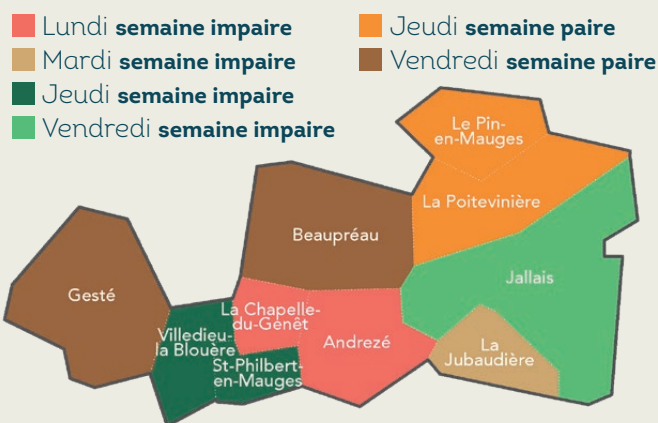 Lundi semaine impaire
Mardi semaine impaire
Jeudi semaine impaire
Vendredi semaine impaire
Jeudi semaine paire
Vendredi semaine paire
Le Pin-
en-Mauges
La Poitevinière
Beaupréau
Jallais
Gesté
La Chapelle-
du-Genêt
Villedieu-
la Blouère
Andrezé
La
Jubaudière
St-Philbert-
en-Mauges